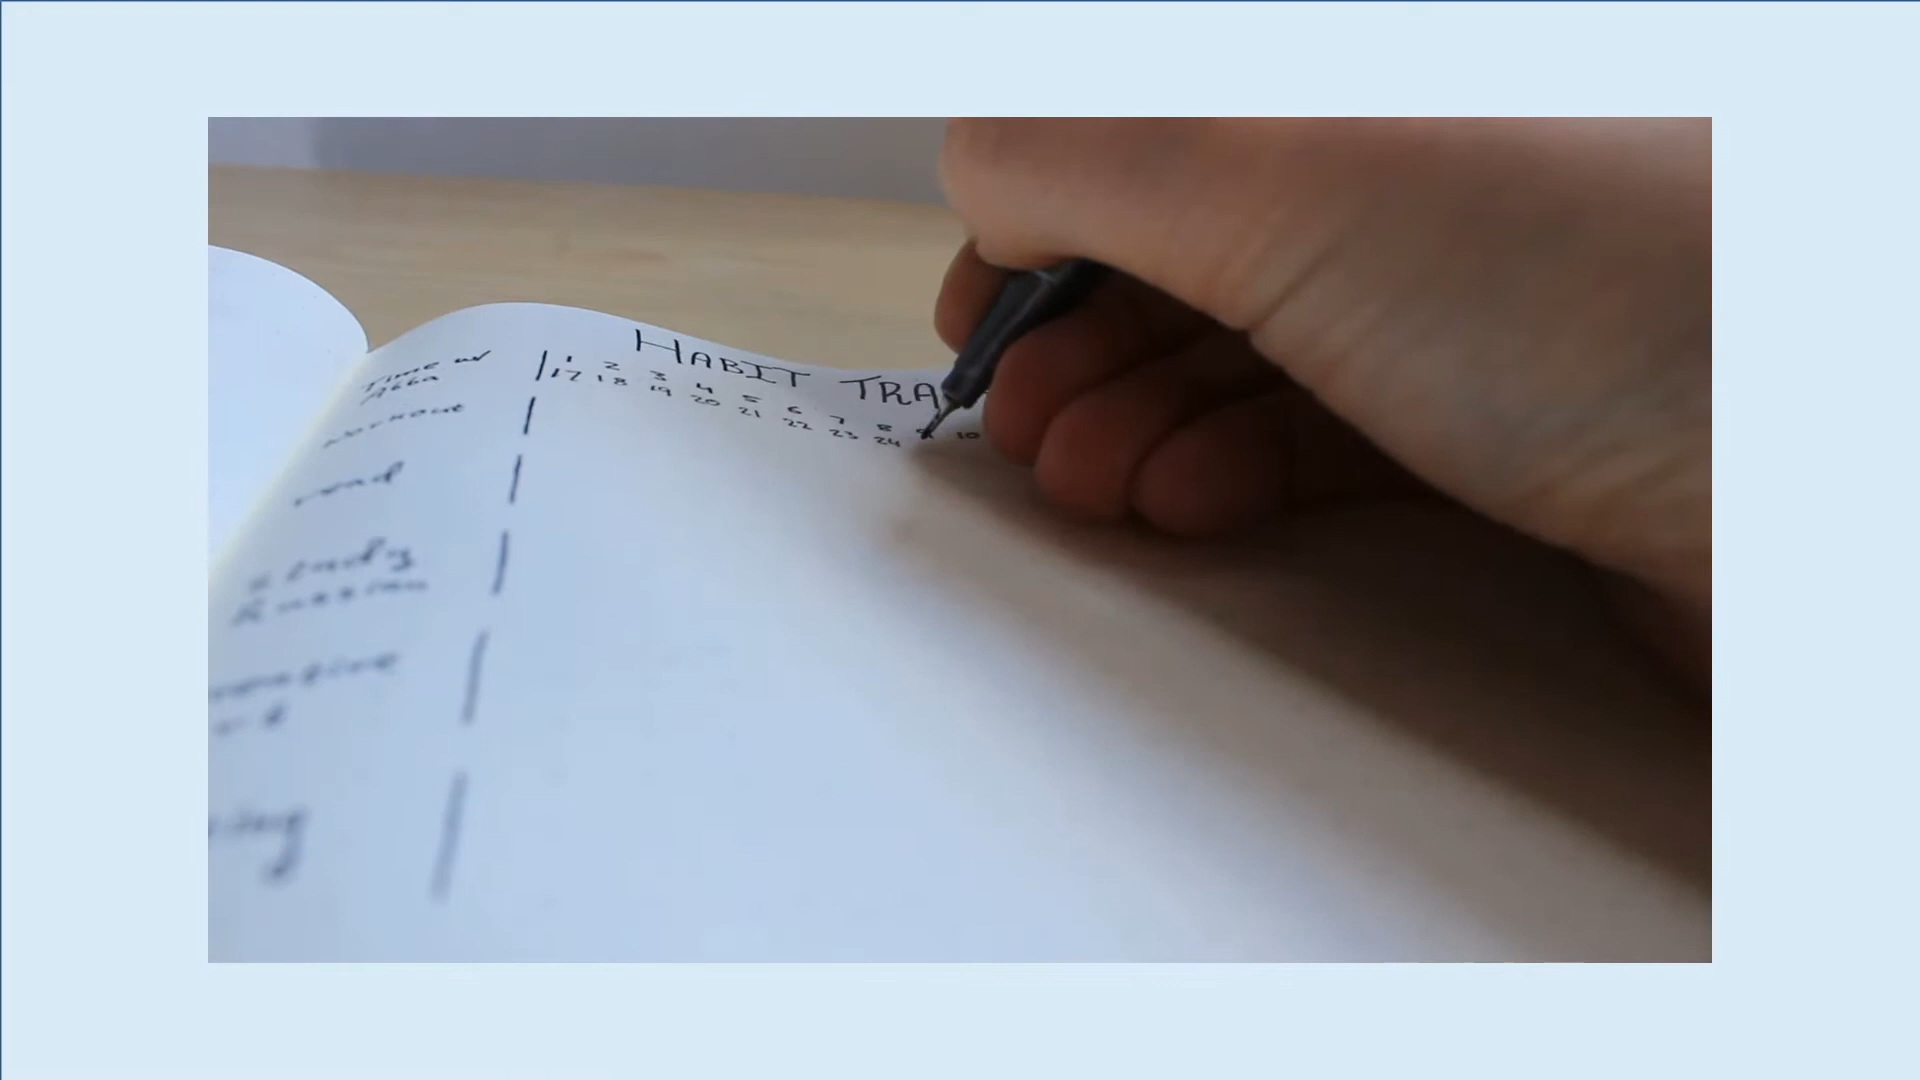 HABIT TRA
1 2 3 4 5 6 7 8 9 10
17 18 19 20 21 22 23 24
Time w/
Abba
workout
read
study
Russian